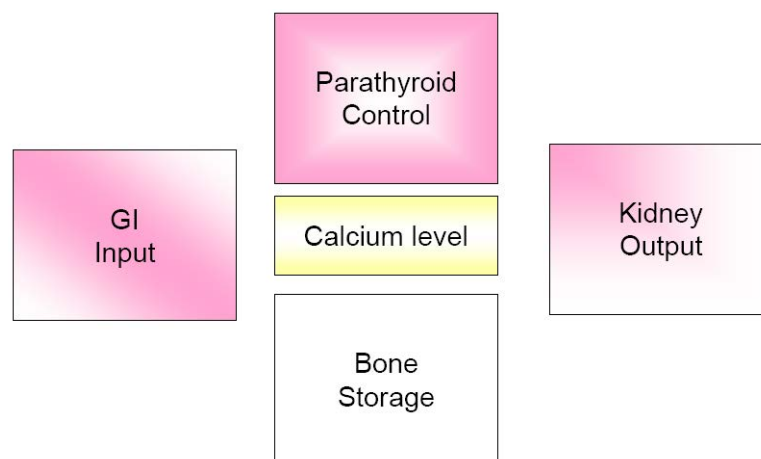 Parathyroid
Control
GI
Input
Calcium level
Kidney
Output
Bone
Storage